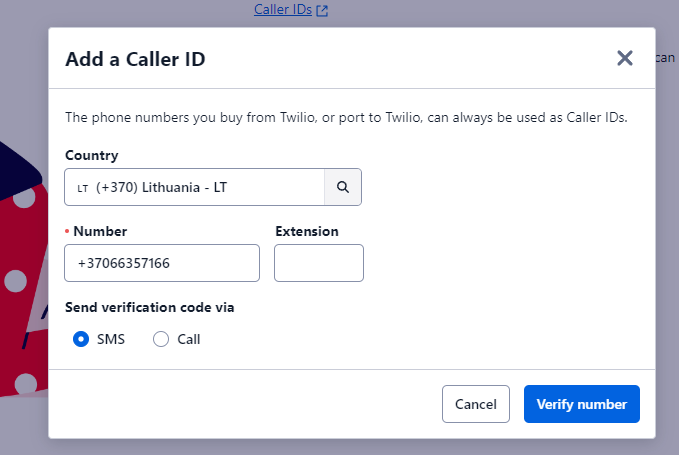 Caller IDs
Add a Caller ID
can
The phone numbers you buy from Twilio, or port to Twilio, can always be used as Caller IDs.
Country
LT (+370) Lithuania - LT
* Number
Extension
+37066357166
Send verification code via
SMS
Call
Cancel
Verify number